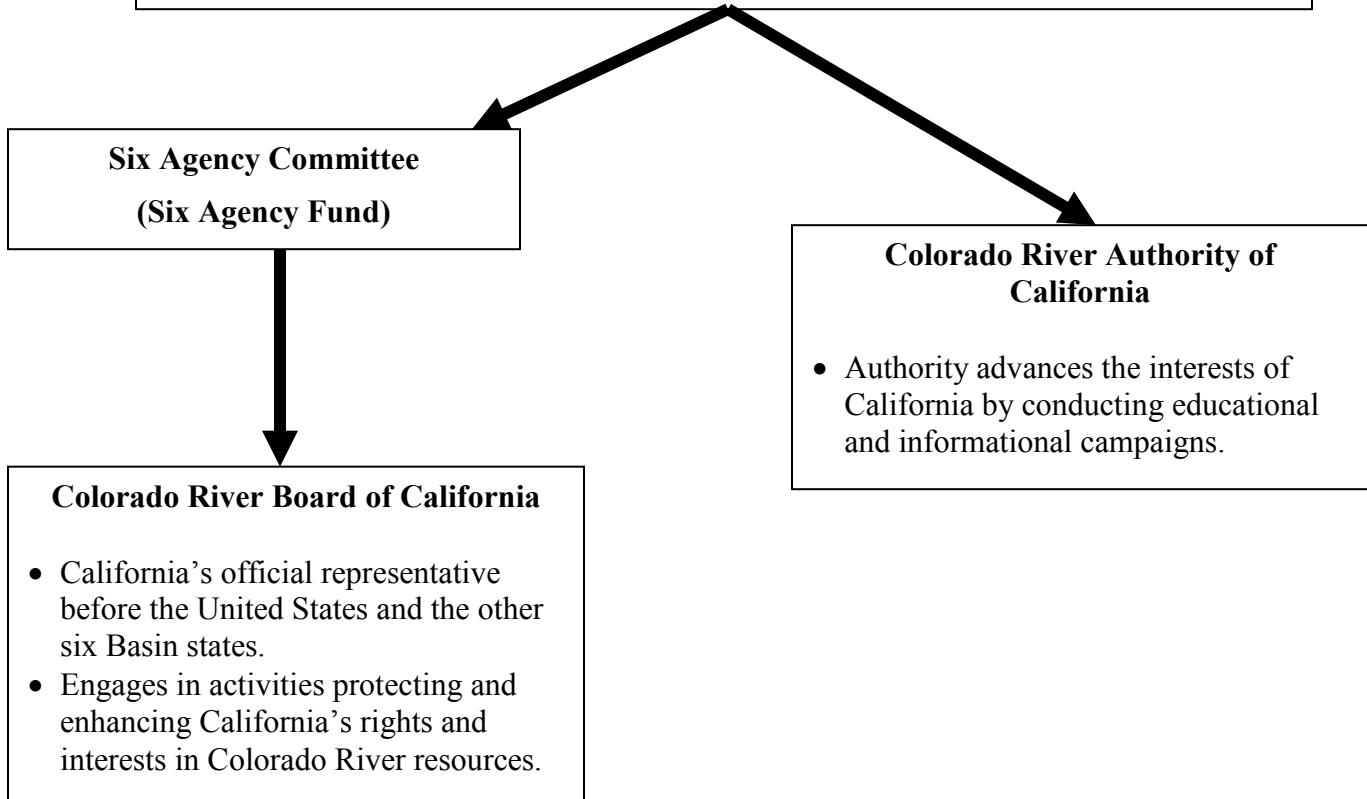 Six Agency Committee
(Six Agency Fund)
Colorado River Authority of
California
• Authority advances the interests of
California by conducting educational
and informational campaigns.
Colorado River Board of California
• California’s official representative
before the United States and the other
six Basin states.
• Engages in activities protecting and
enhancing California’s rights and
interests in Colorado River resources.